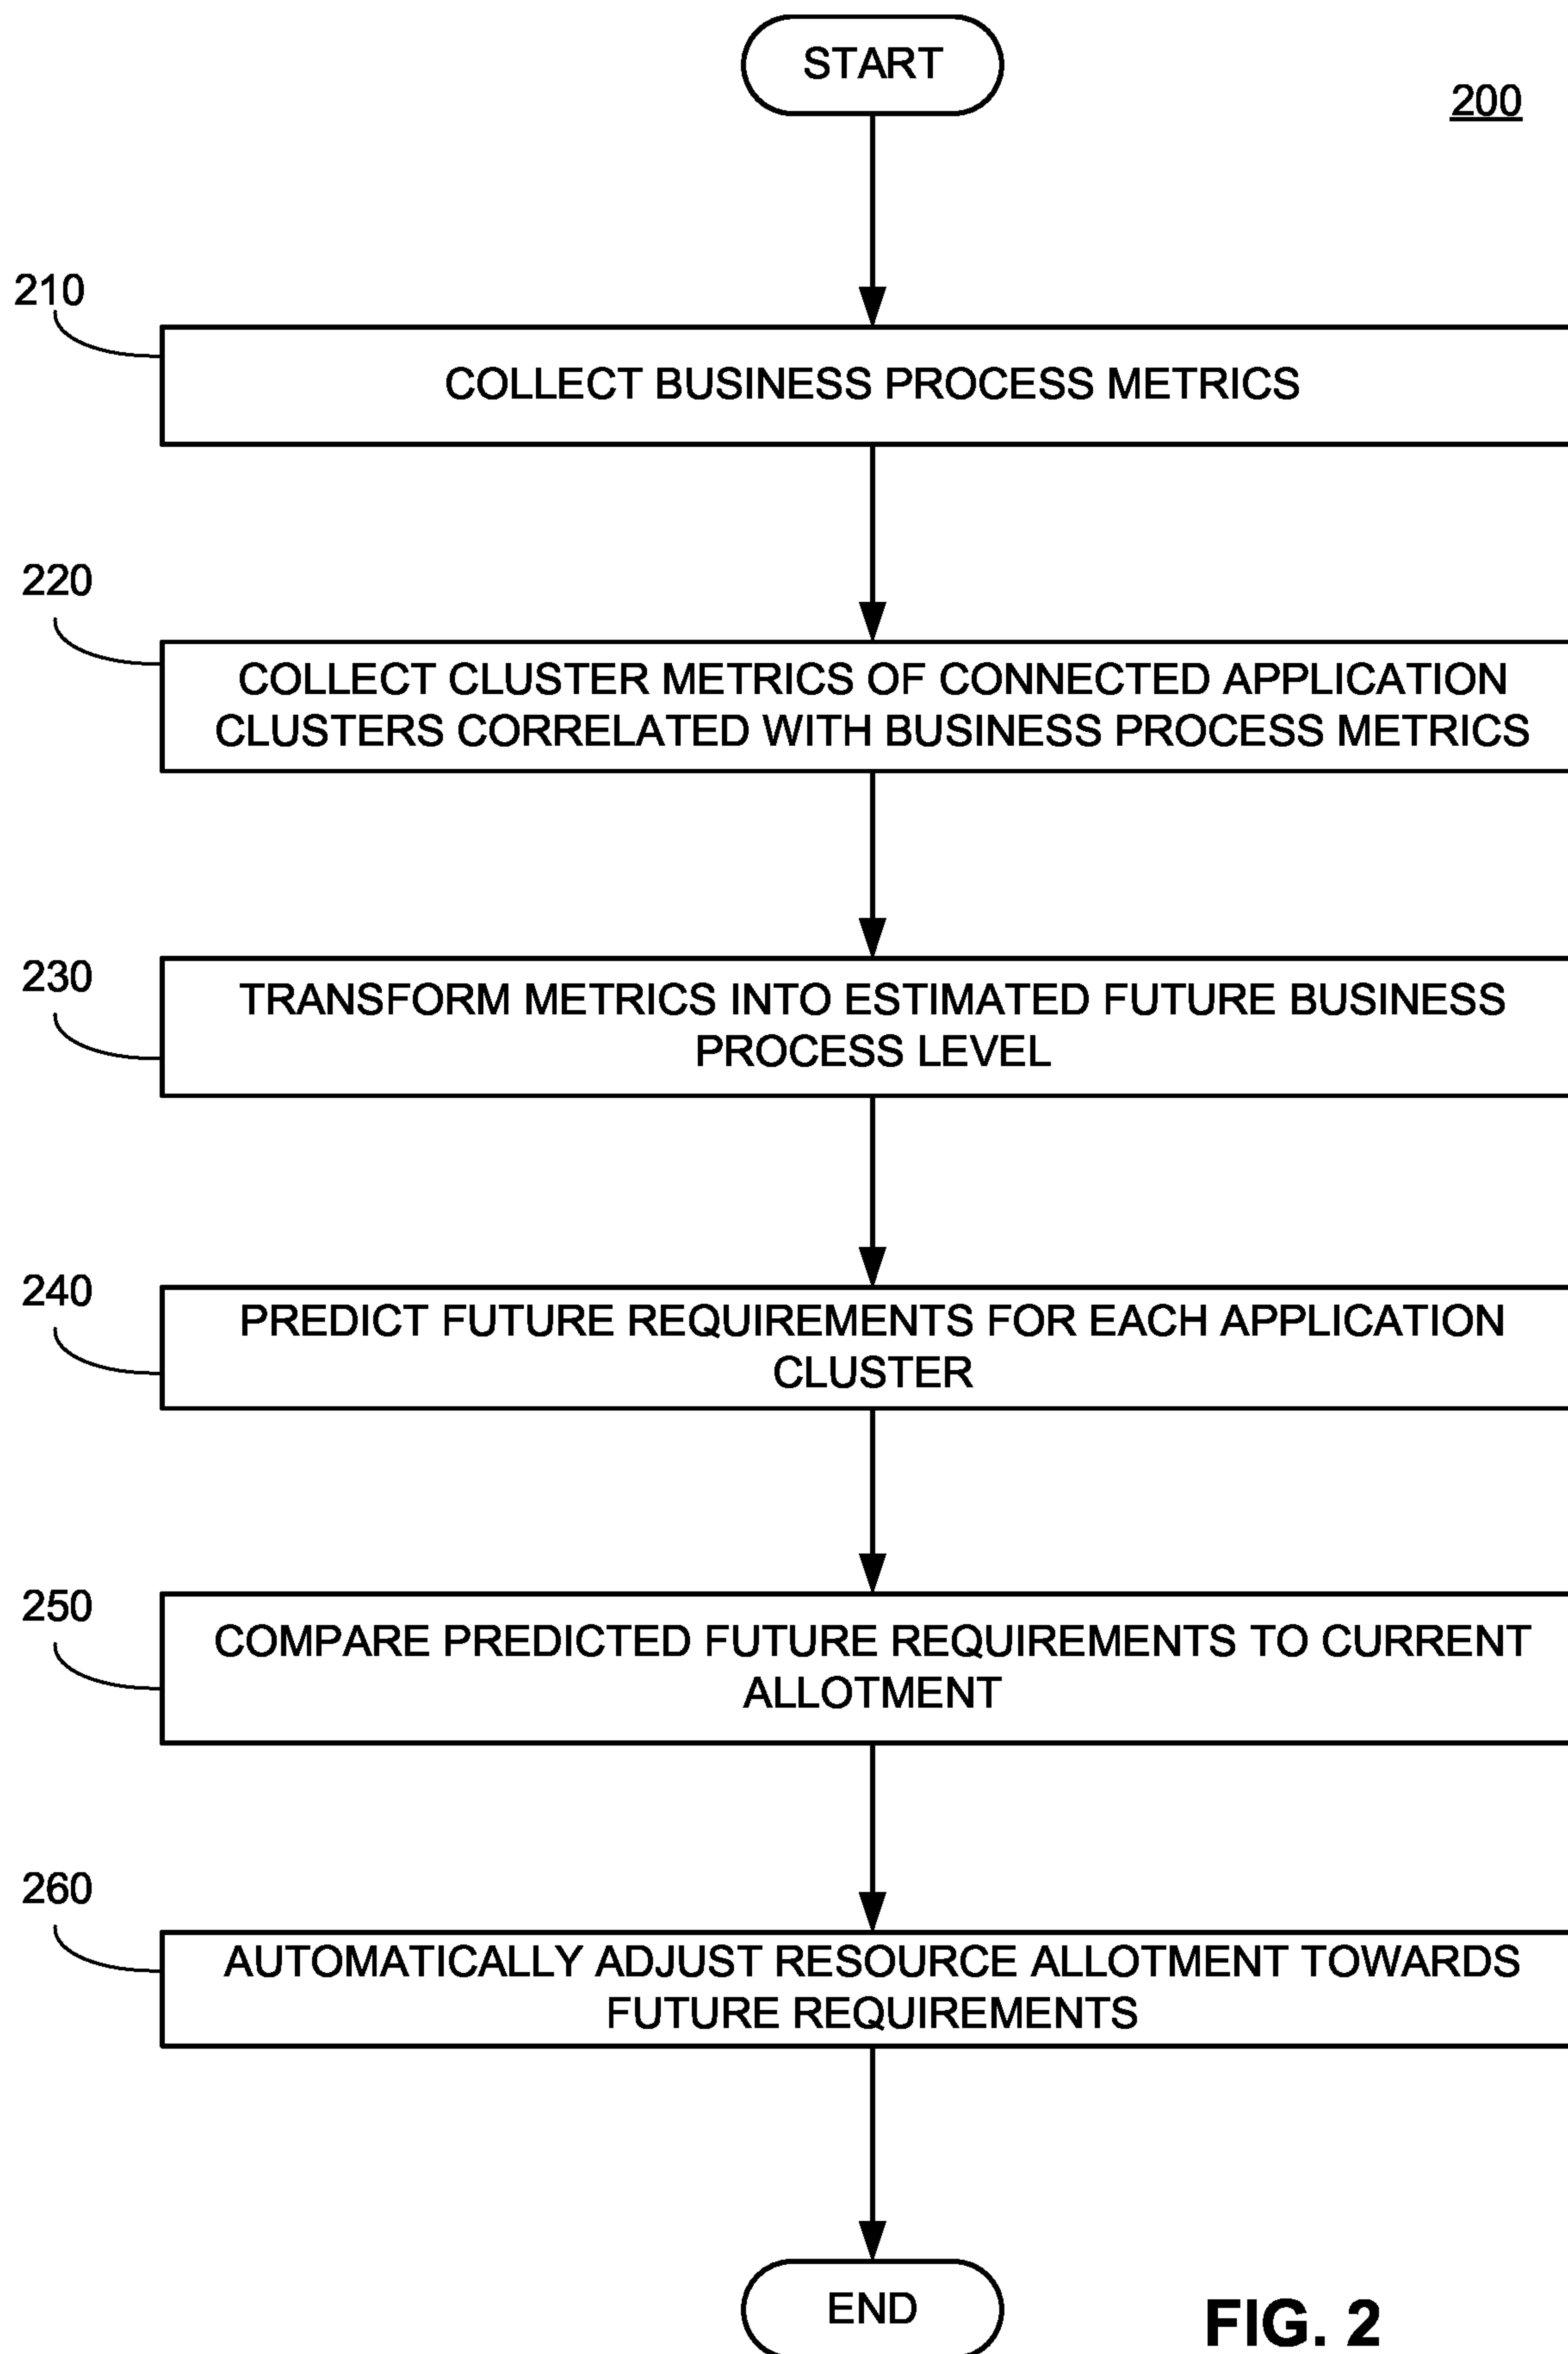 START
200
210
COLLECT BUSINESS PROCESS METRICS
220
COLLECT CLUSTER METRICS OF CONNECTED APPLICATION
CLUSTERS CORRELATED WITH BUSINESS PROCESS METRICS
230
TRANSFORM METRICS INTO ESTIMATED FUTURE BUSINESS
PROCESS LEVEL
240
PREDICT FUTURE REQUIREMENTS FOR EACH APPLICATION
CLUSTER
250
COMPARE PREDICTED FUTURE REQUIREMENTS TO CURRENT
ALLOTMENT
260
AUTOMATICALLY ADJUST RESOURCE ALLOTMENT TOWARDS
FUTURE REQUIREMENTS
END
FIG. 2